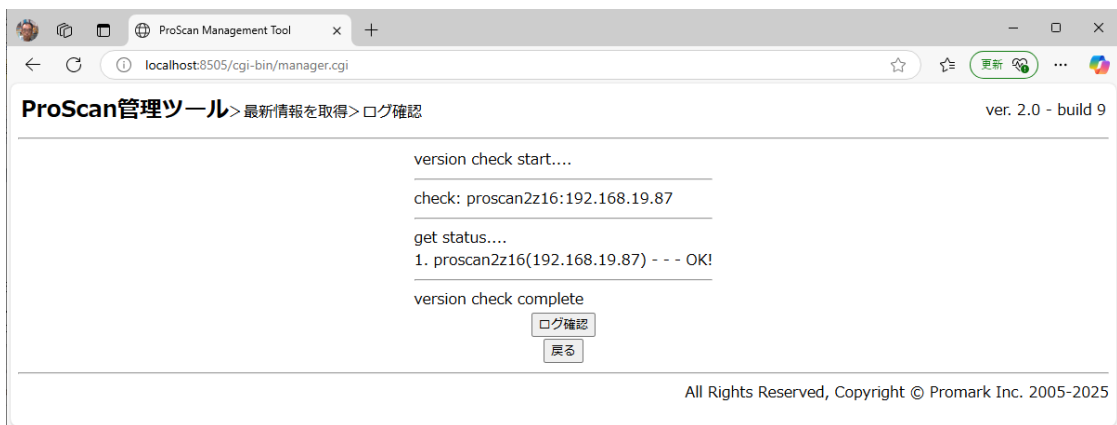 ProScan Management Tool
localhost:8505/cgi-bin/manager.cgi
更新
ProScan管理ツール> 最新情報を取得> ログ確認
ver. 2.0 - build 9
version check start....
check: proscan2z16:192.168.19.87
get status....
1. proscan2z16(192.168.19.87) - - - OK!
version check complete
ログ確認
戻る
All Rights Reserved, Copyright © Promark Inc. 2005-2025